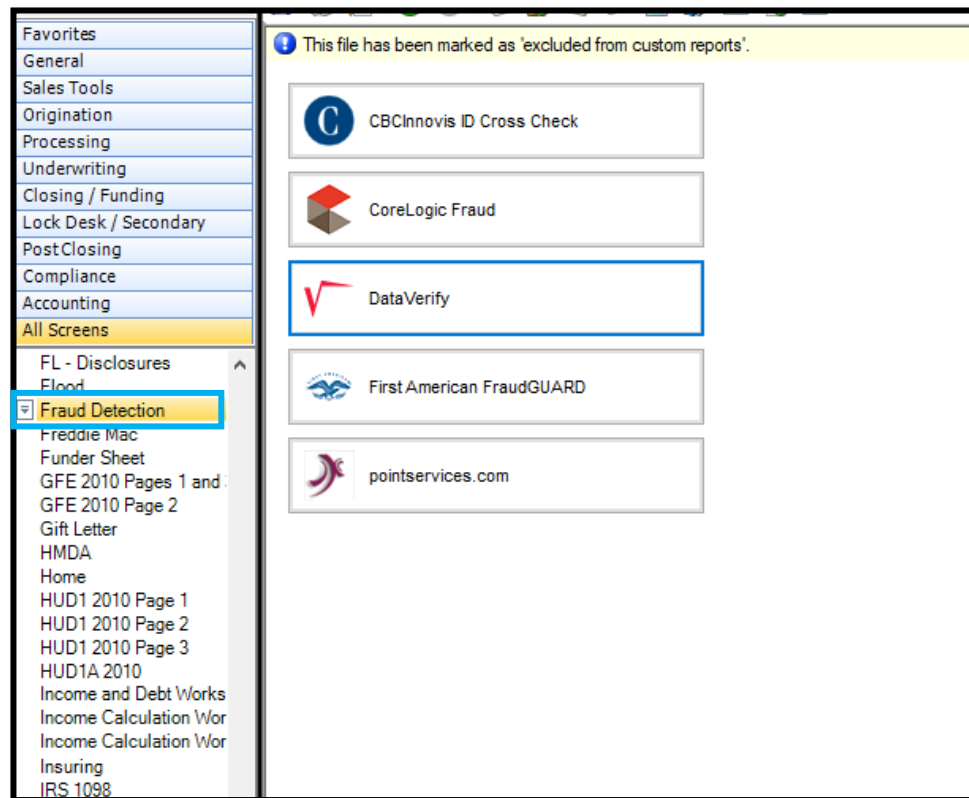 Favorites
General
Sales Tools
Origination
Processing
Underwriting
Closing / Funding
Lock Desk / Secondary
Post Closing
Compliance
Accounting
All Screens
FL - Disclosures
Flood
Fraud Detection
Freddie Mac
Funder Sheet
GFE 2010 Pages 1 and
GFE 2010 Page 2
Gift Letter
HMDA
Home
HUD1 2010 Page 1
HUD1 2010 Page 2
HUD1 2010 Page 3
HUD1A 2010
Income and Debt Works
Income Calculation Wor
Income Calculation Wor
Insuring
IRS 1098
This file has been marked as 'excluded from custom reports'.
C
CBCInnovis ID Cross Check
CoreLogic Fraud
DataVerify
First American FraudGUARD
pointservices.com